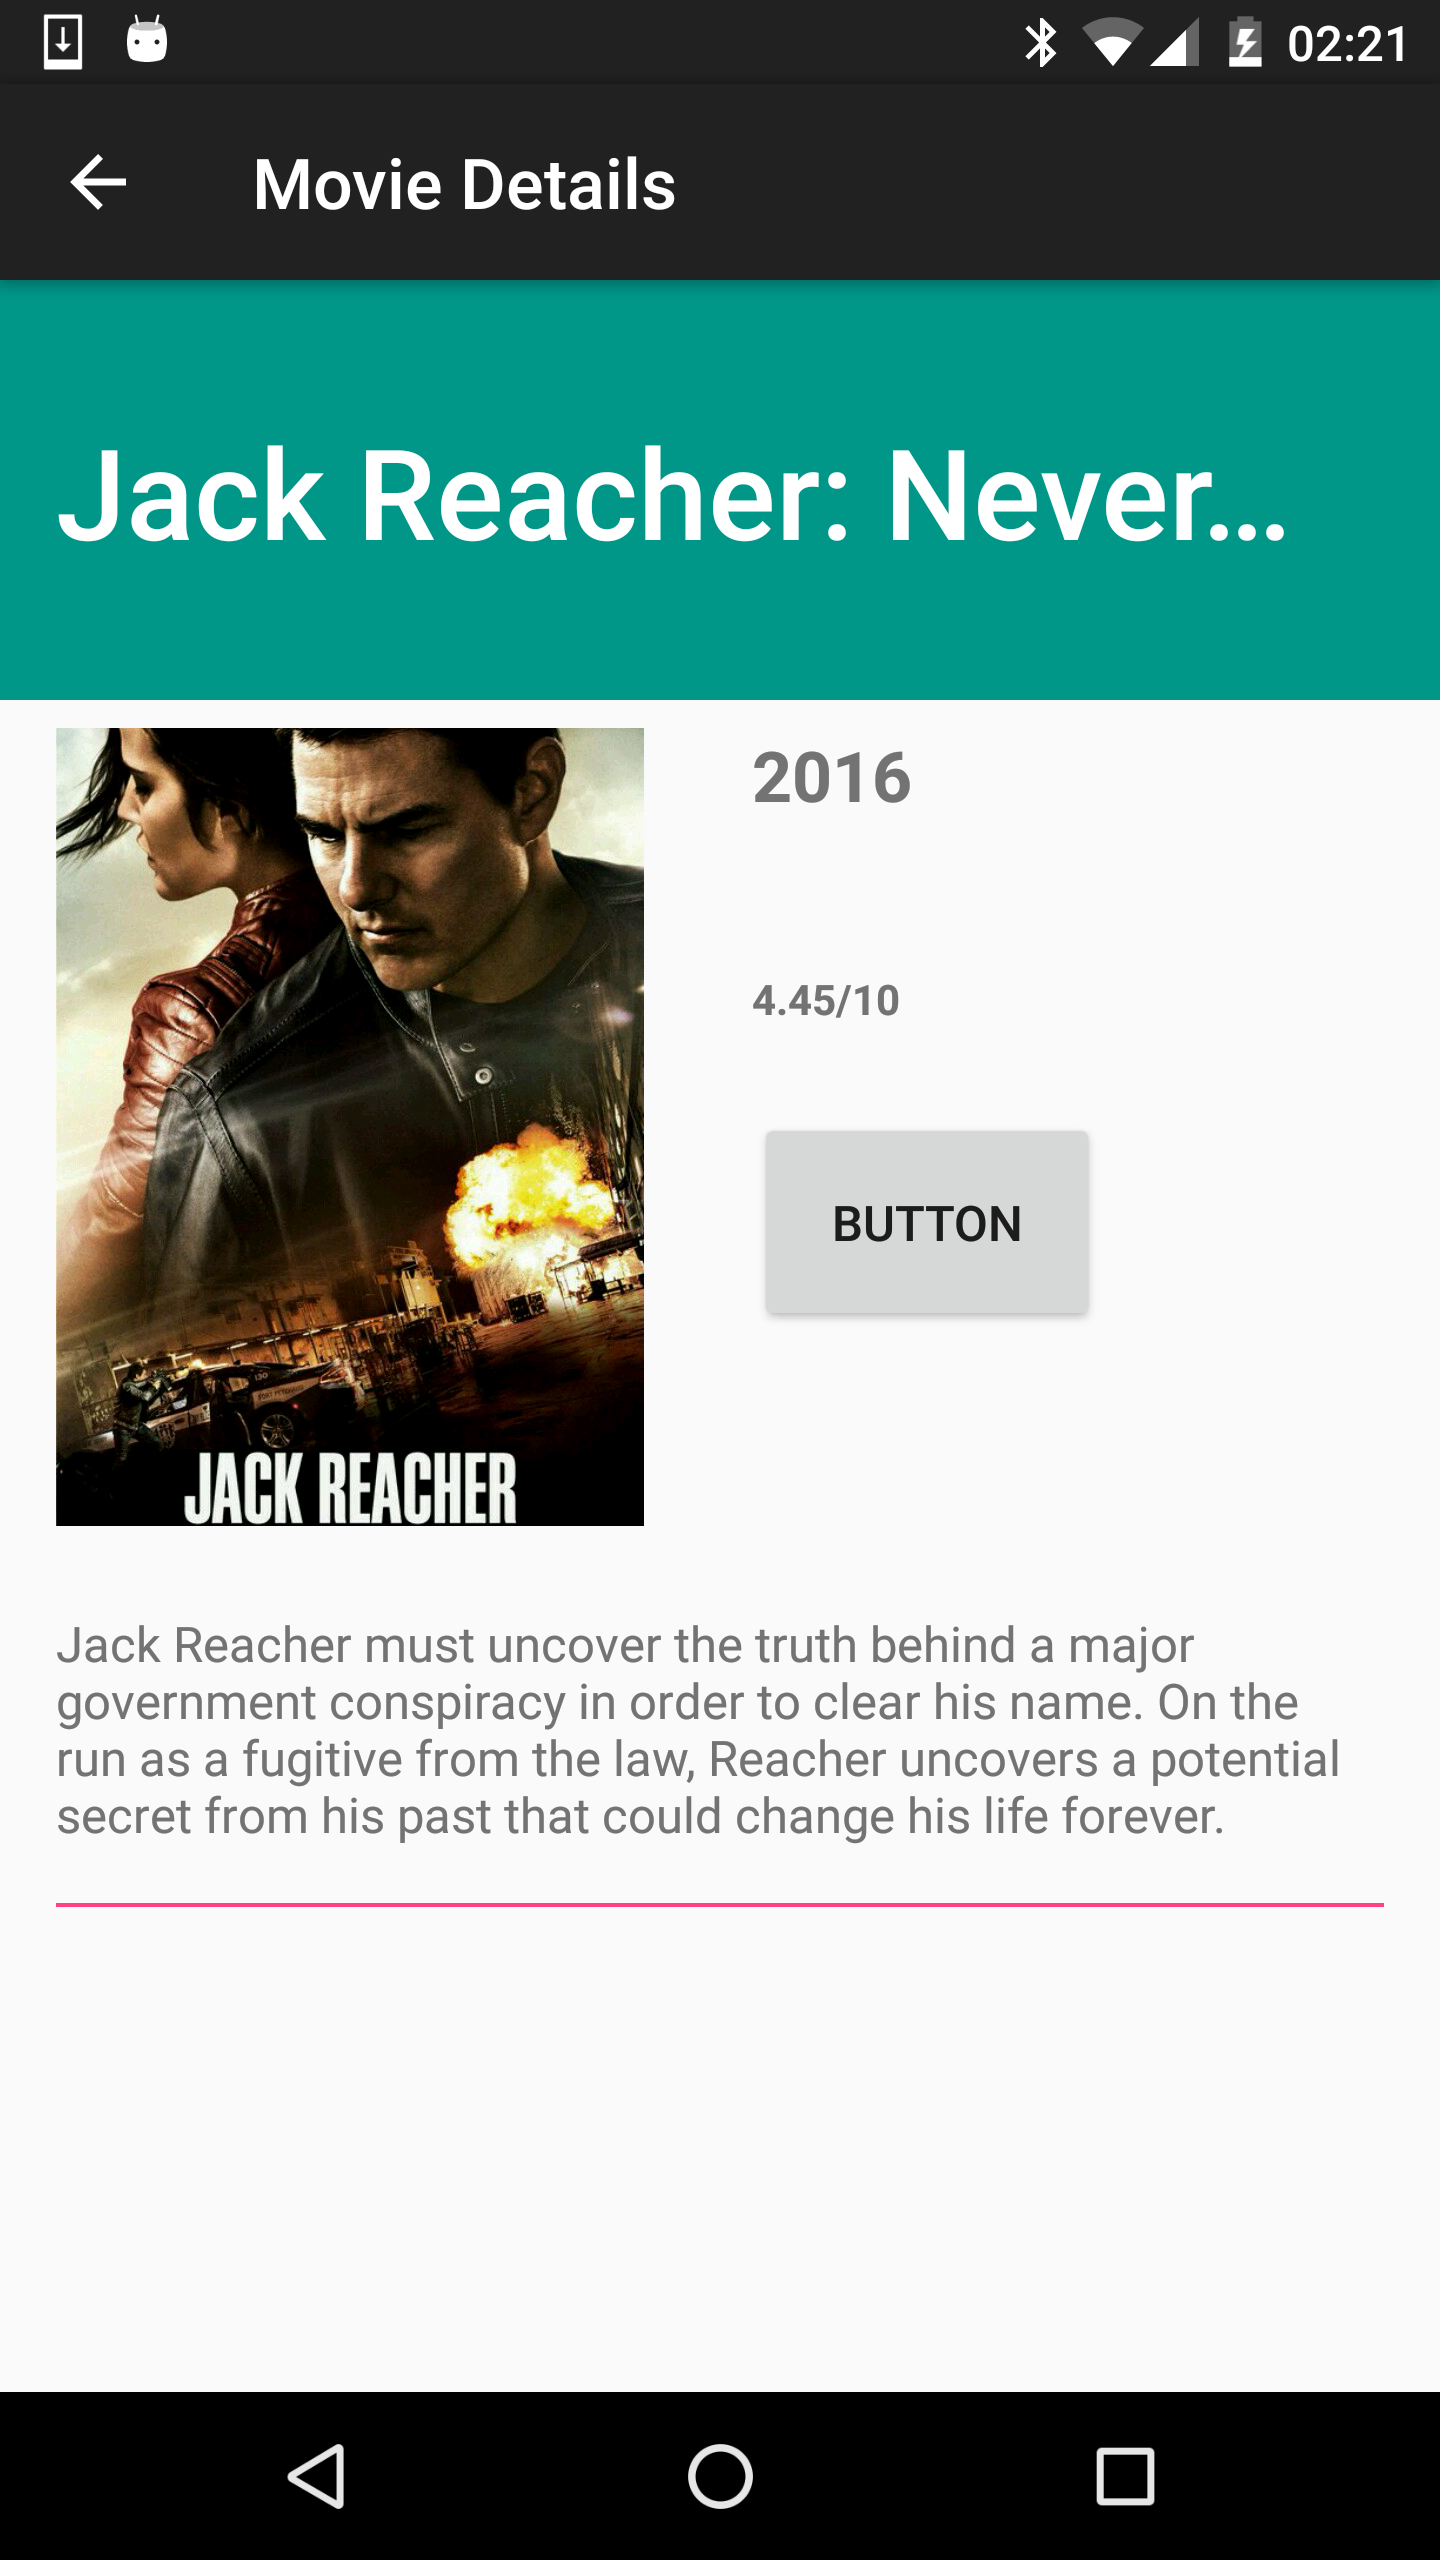 02:21
Movie Details
Jack Reacher: Never...
2016
4.45/10
BUTTON
JACK REACHER
Jack Reacher must uncover the truth behind a major
government conspiracy in order to clear his name. On the
run as a fugitive from the law, Reacher uncovers a potential
secret from his past that could change his life forever.